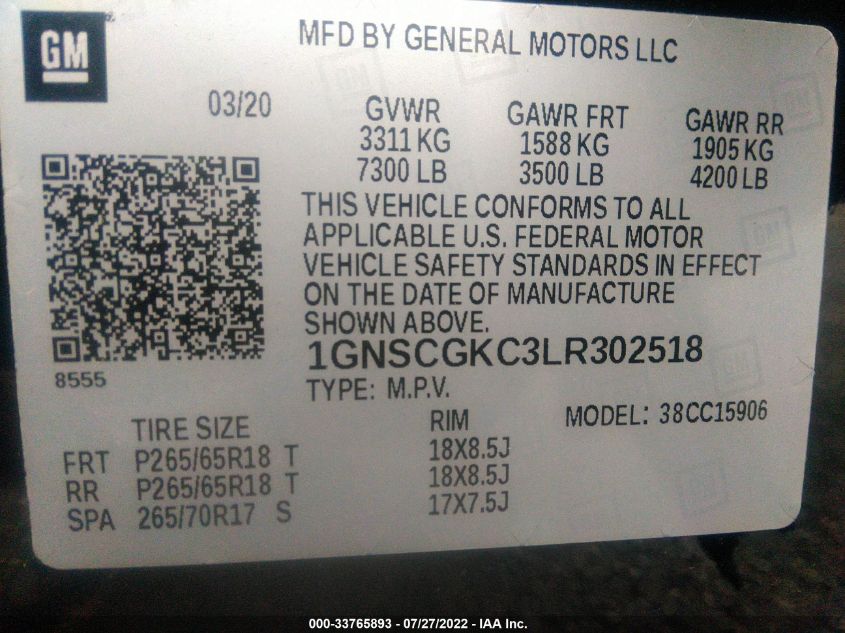 GM
MFD BY GENERAL MOTORS LLC
03/20
GVWR GAWR FRT GAWR RR
3311 KG 1588 KG 1905 KG
7300 LB 3500 LB 4200 LB
THIS VEHICLE CONFORMS TO ALL
APPLICABLE U.S. FEDERAL MOTOR
VEHICLE SAFETY STANDARDS IN EFFECT
ON THE DATE OF MANUFACTURE
SHOWN ABOVE.
1GNSCGKC3LR302518
8555
TYPE: M.P.V.
MODEL: 38CC15906
TIRE SIZE RIM
FRT P265/65R18 T 18X8.5J
RR P265/65R18 T 18X8.5J
SPA 265/70R17 S 17X7.5J
000-33765893 - 07/27/2022 - IAA Inc.